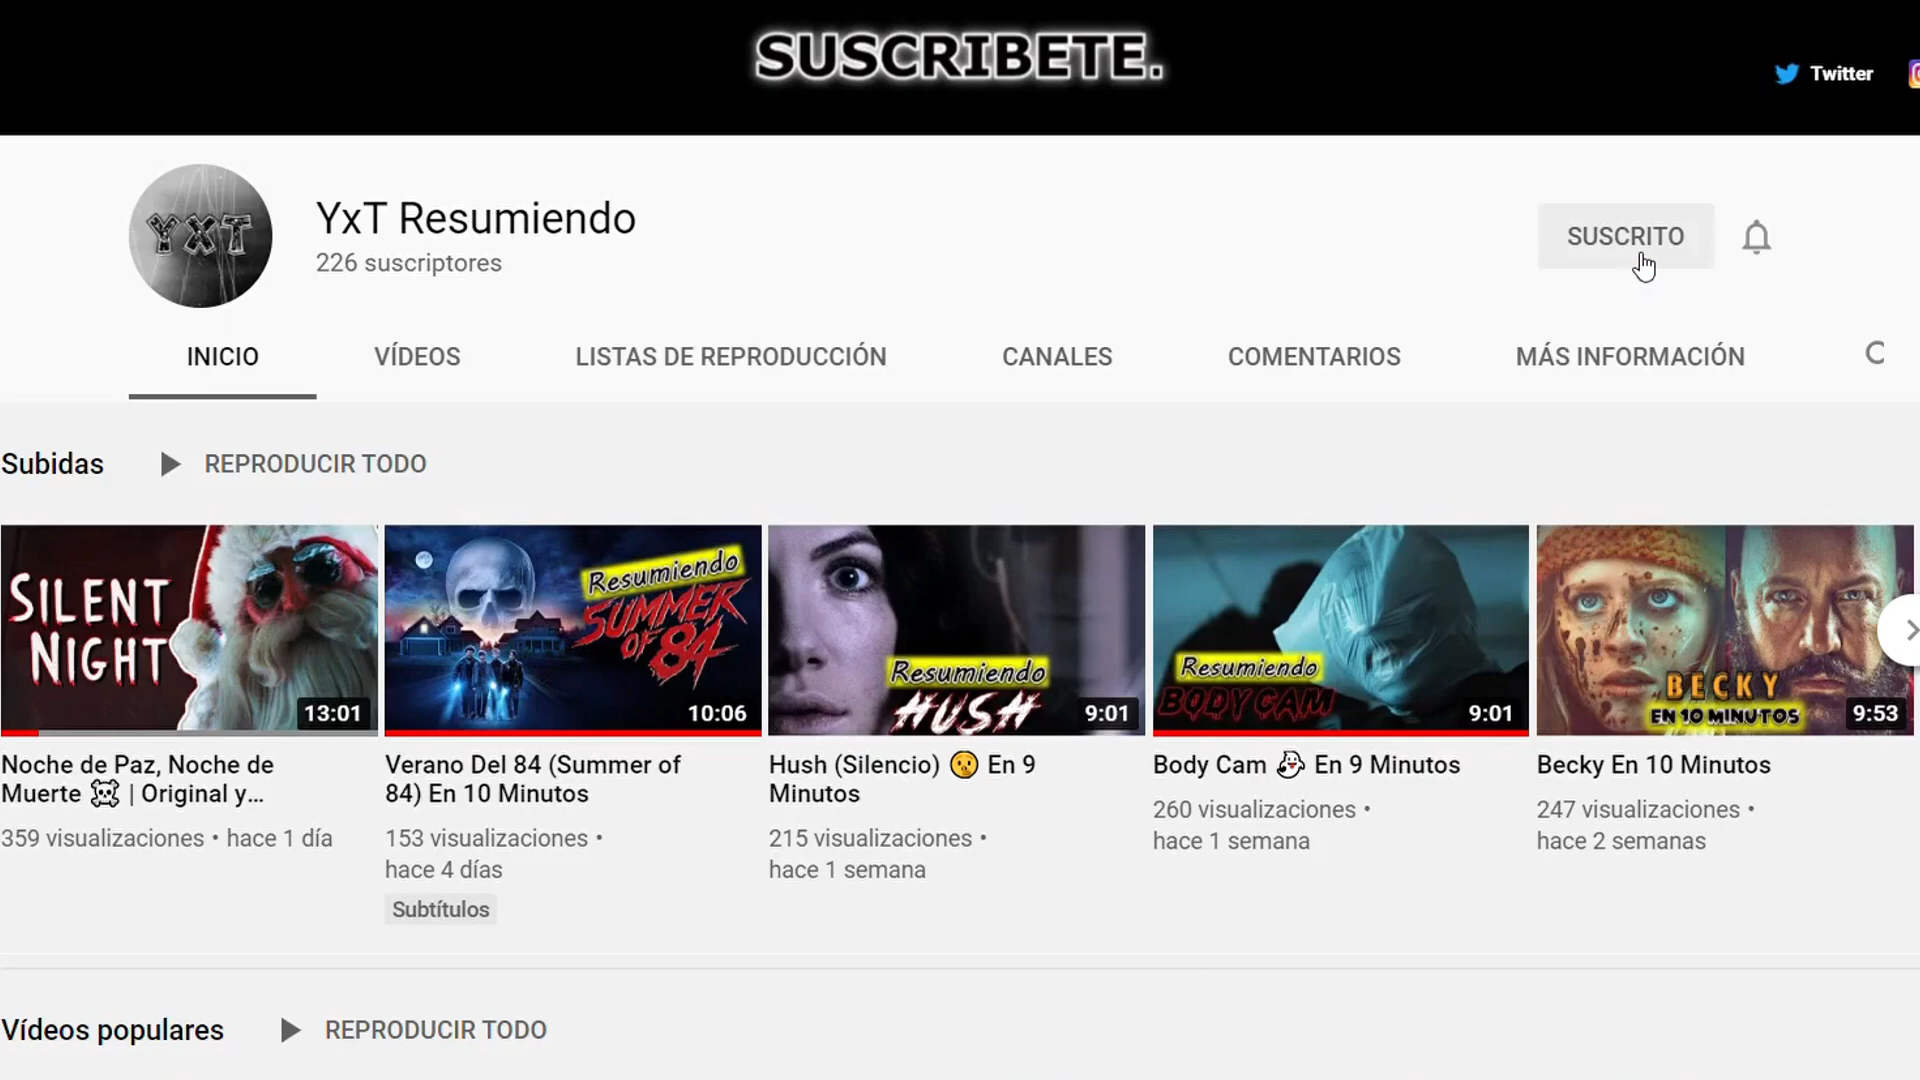 SUSCRIBETE.
Twitter
YXT
YxT Resumiendo
226 suscriptores
SUSCRITO
INICIO
VÍDEOS
LISTAS DE REPRODUCCIÓN
CANALES
COMENTARIOS
MÁS INFORMACIÓN
Subidas
REPRODUCIR TODO
SILENT
NIGHT
13:01
Resumiendo
SUMMER
OF 84
10:06
Resumiendo
HUSH
9:01
Resumiendo
BODY CAM
9:01
BECKY
EN 10 MINUTOS
9:53
Noche de Paz, Noche de
Muerte ☠️ | Original y...
359 visualizaciones • hace 1 día
Verano Del 84 (Summer of
84) En 10 Minutos
153 visualizaciones •
hace 4 días
Subtítulos
Hush (Silencio) 🤫 En 9
Minutos
215 visualizaciones •
hace 1 semana
Body Cam 👻 En 9 Minutos
260 visualizaciones •
hace 1 semana
Becky En 10 Minutos
247 visualizaciones •
hace 2 semanas
Vídeos populares
REPRODUCIR TODO